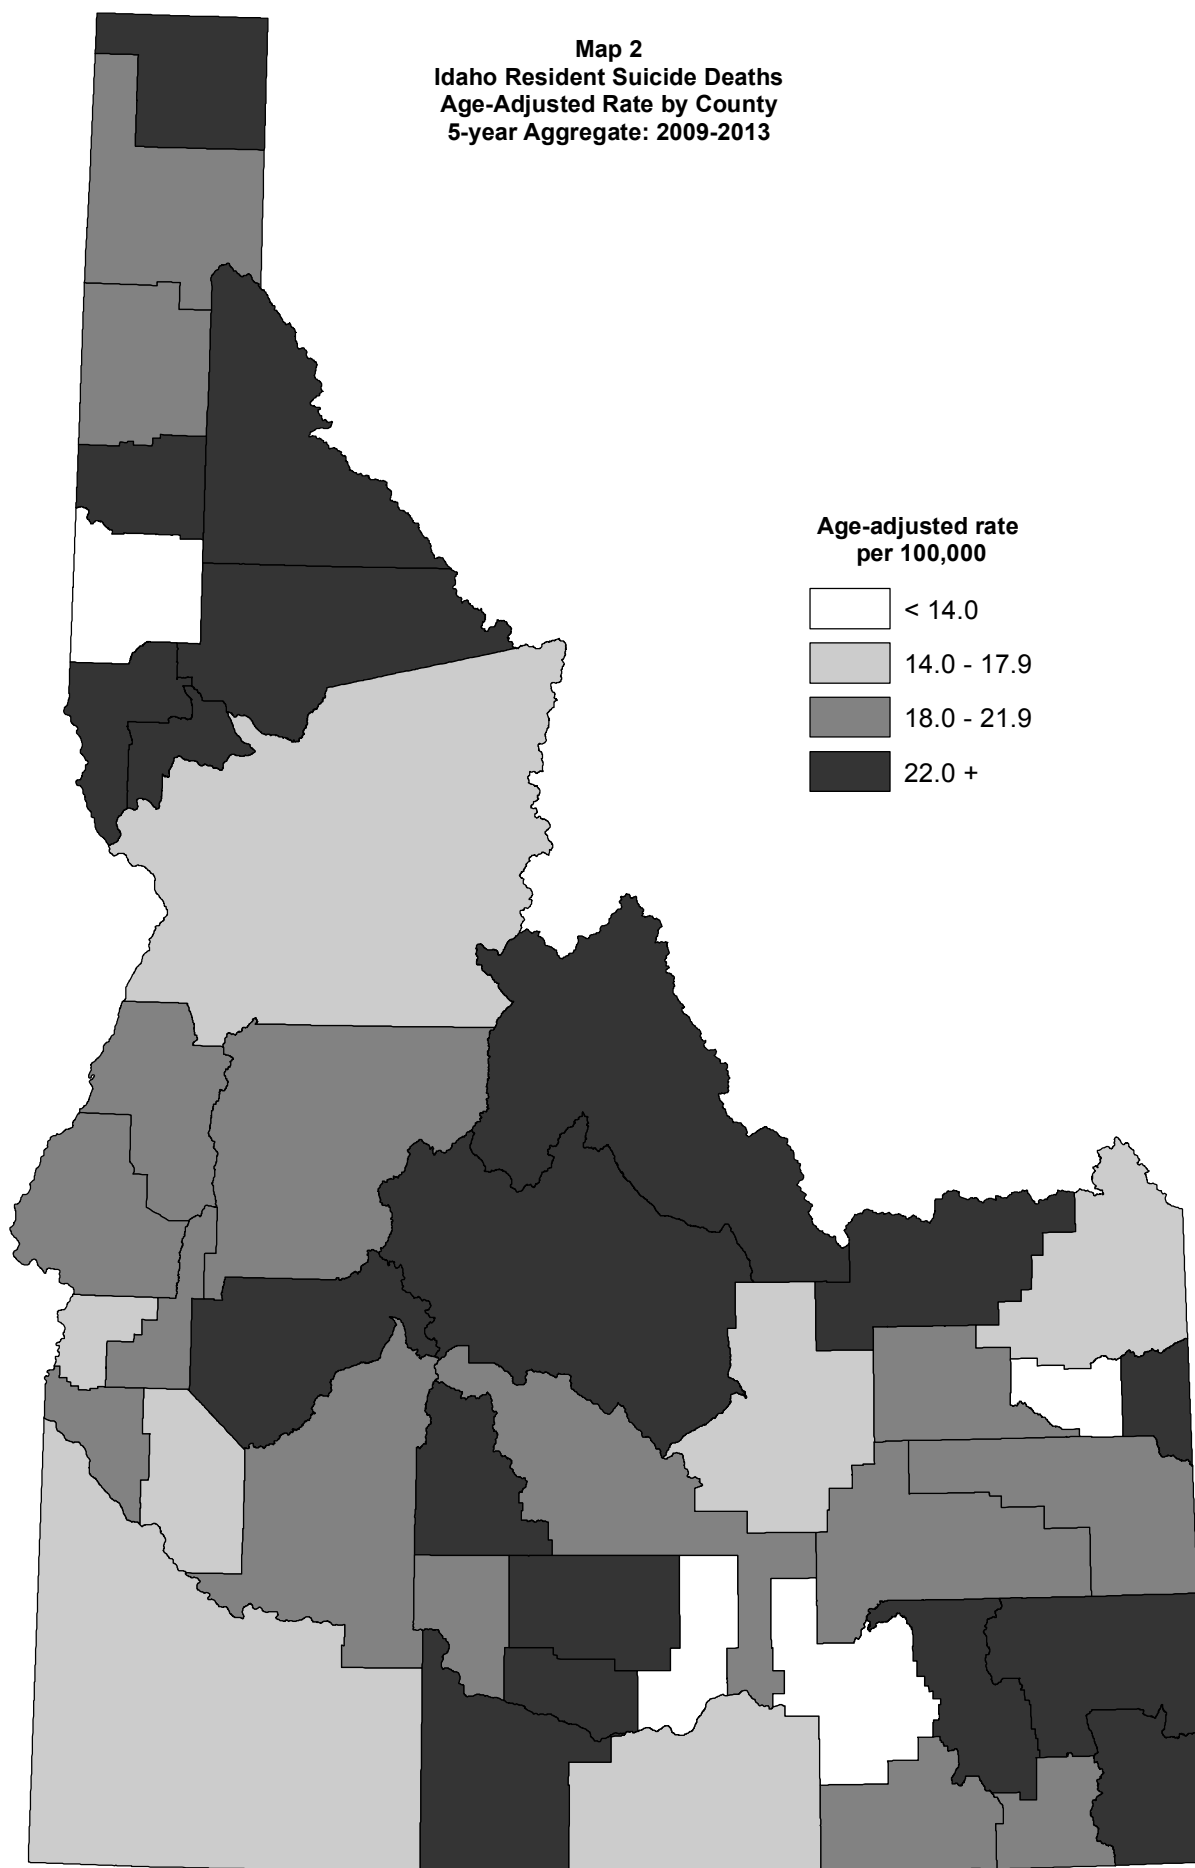 Map 2
Idaho Resident Suicide Deaths
Age-Adjusted Rate by County
5-year Aggregate: 2009-2013
Age-adjusted rate
per 100,000
< 14.0
14.0 - 17.9
18.0 - 21.9
22.0 +